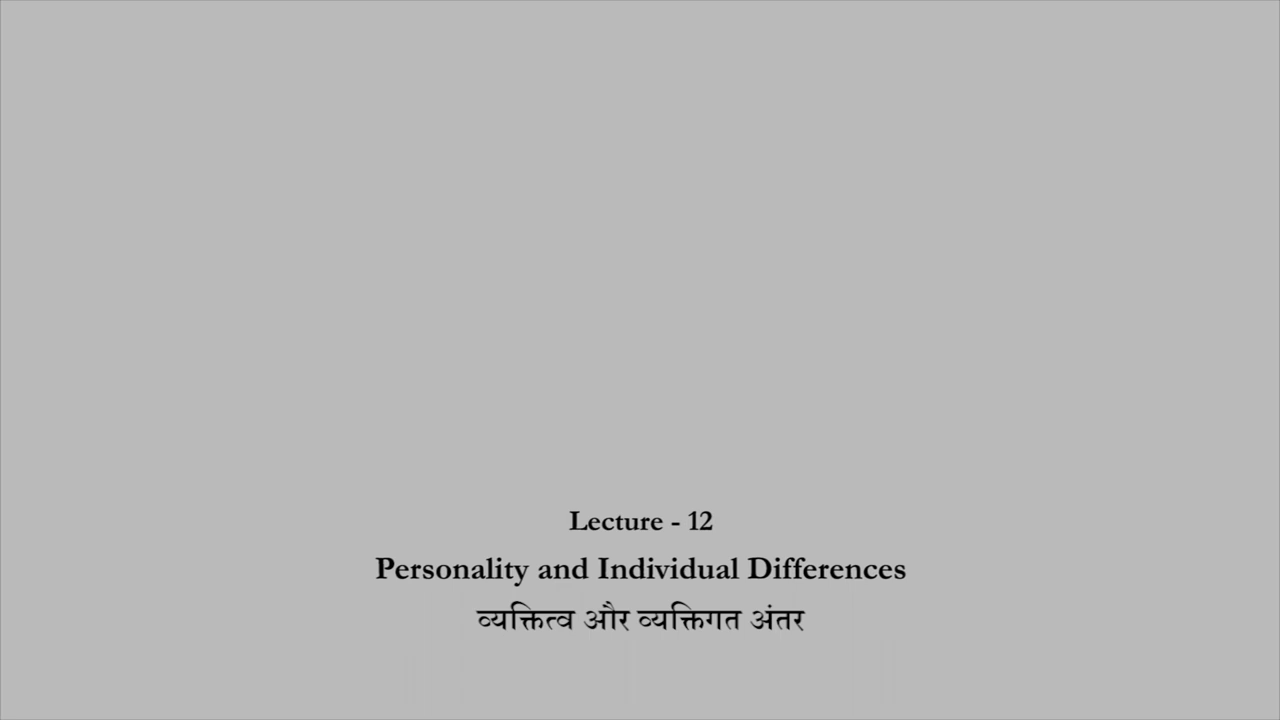 Lecture - 12
Personality and Individual Differences
व्यक्तित्व और व्यक्तिगत अंतर